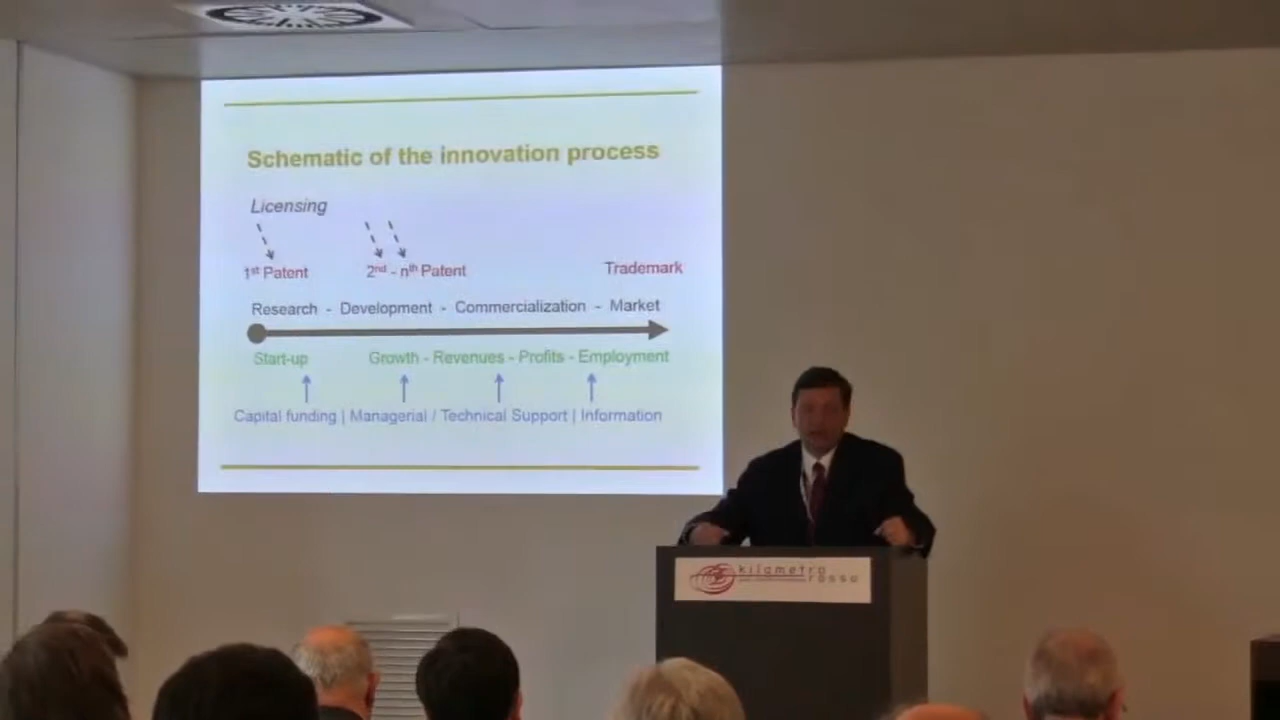 Schematic of the innovation process
Licensing
1st Patent
2nd - nth Patent
Trademark
Research - Development - Commercialization - Market
Start-up
Growth - Revenues - Profits - Employment
Capital funding | Managerial / Technical Support | Information
kilometro
rosso